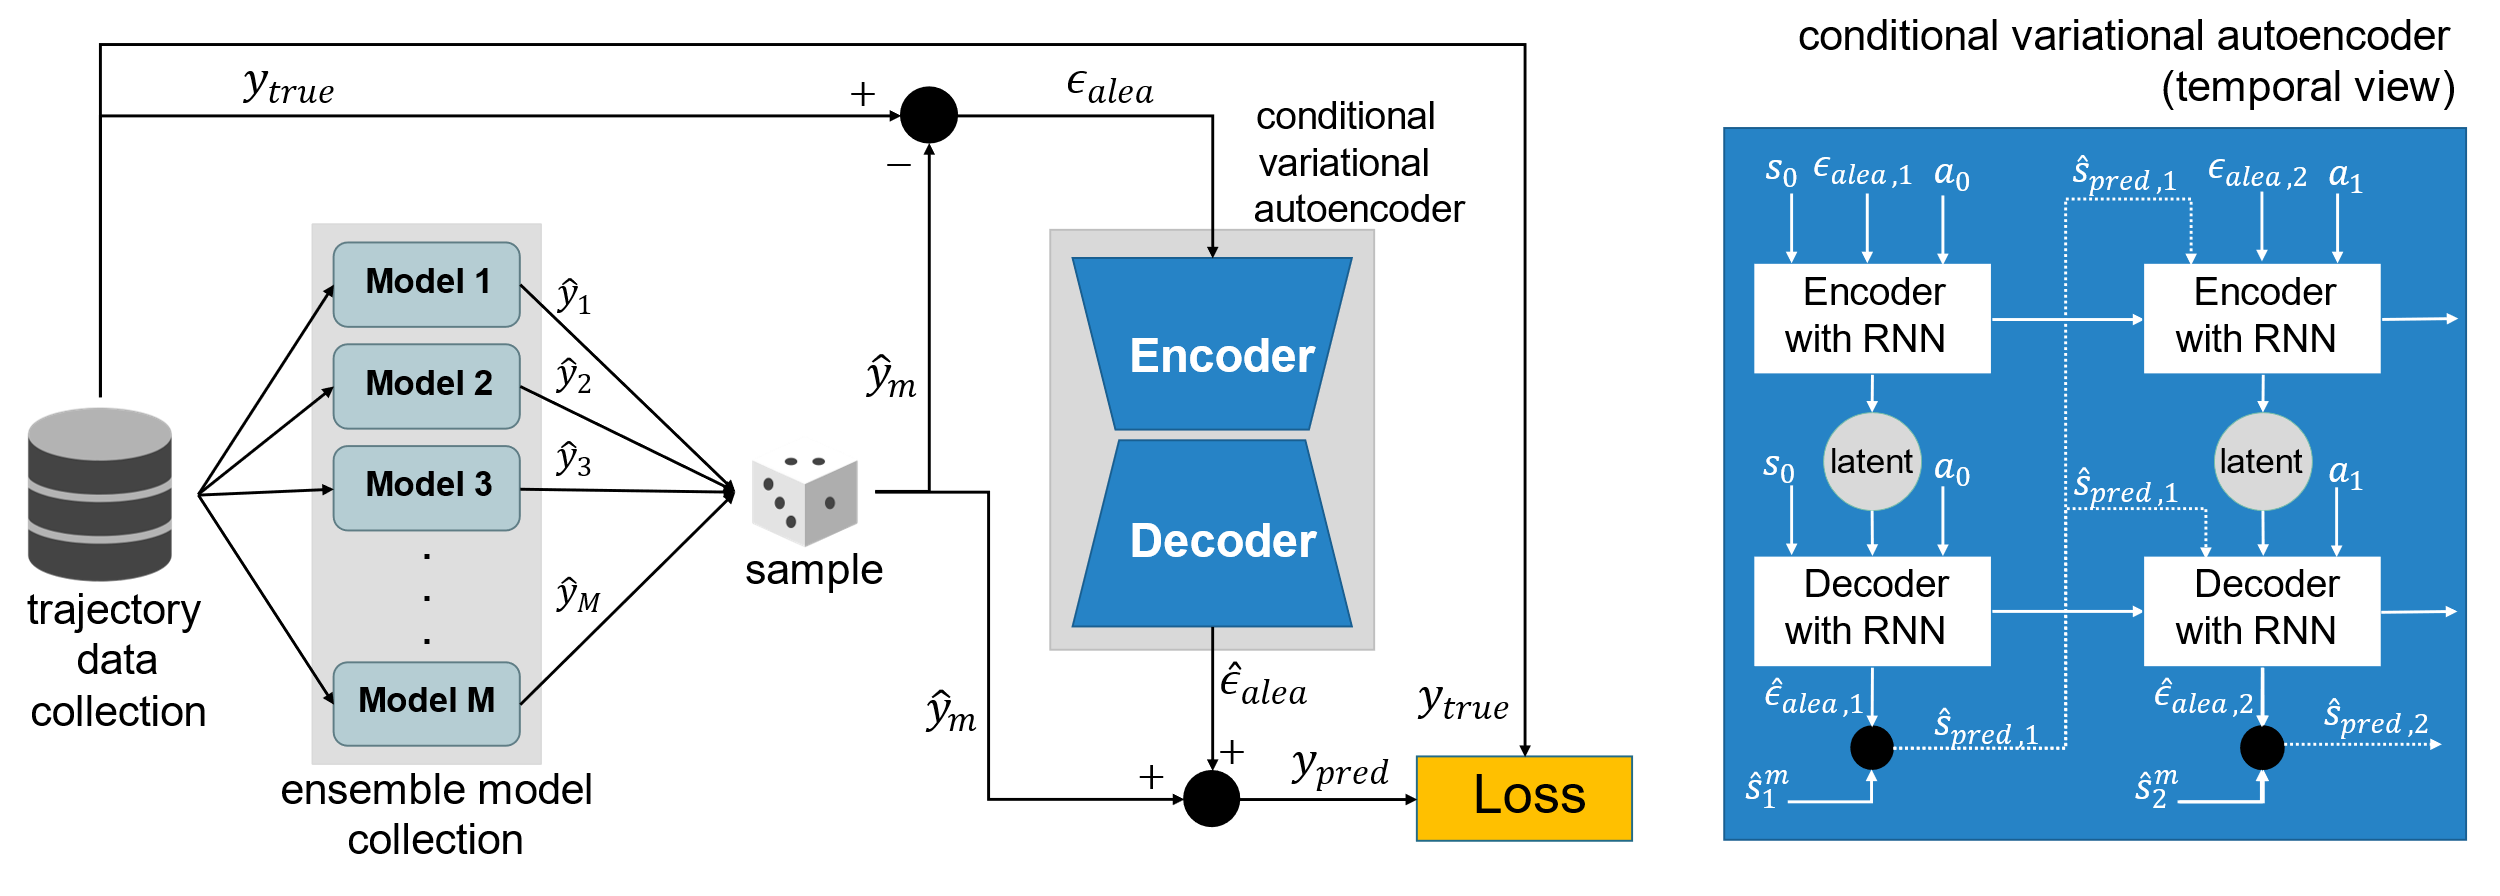 conditional variational autoencoder
(temporal view)
y_true
+
−
ϵ_alea
conditional
variational
autoencoder
Model 1
Model 2
Model 3
.
.
.
Model M
ŷ_1
ŷ_2
ŷ_3
ŷ_M
sample
ŷ_m
ŷ_m
trajectory
data
collection
ensemble model
collection
Encoder
Decoder
ϵ̂_alea
+
+
y_pred
y_true
Loss
s_0 ϵ_alea,1 a_0
ŝ_pred,1 ϵ_alea,2 a_1
Encoder
with RNN
Encoder
with RNN
latent
latent
s_0 a_0
ŝ_pred,1 a_1
Decoder
with RNN
Decoder
with RNN
ϵ̂_alea,1
ŝ_pred,1
ŝ_1^m
ϵ̂_alea,2
ŝ_pred,2
ŝ_2^m